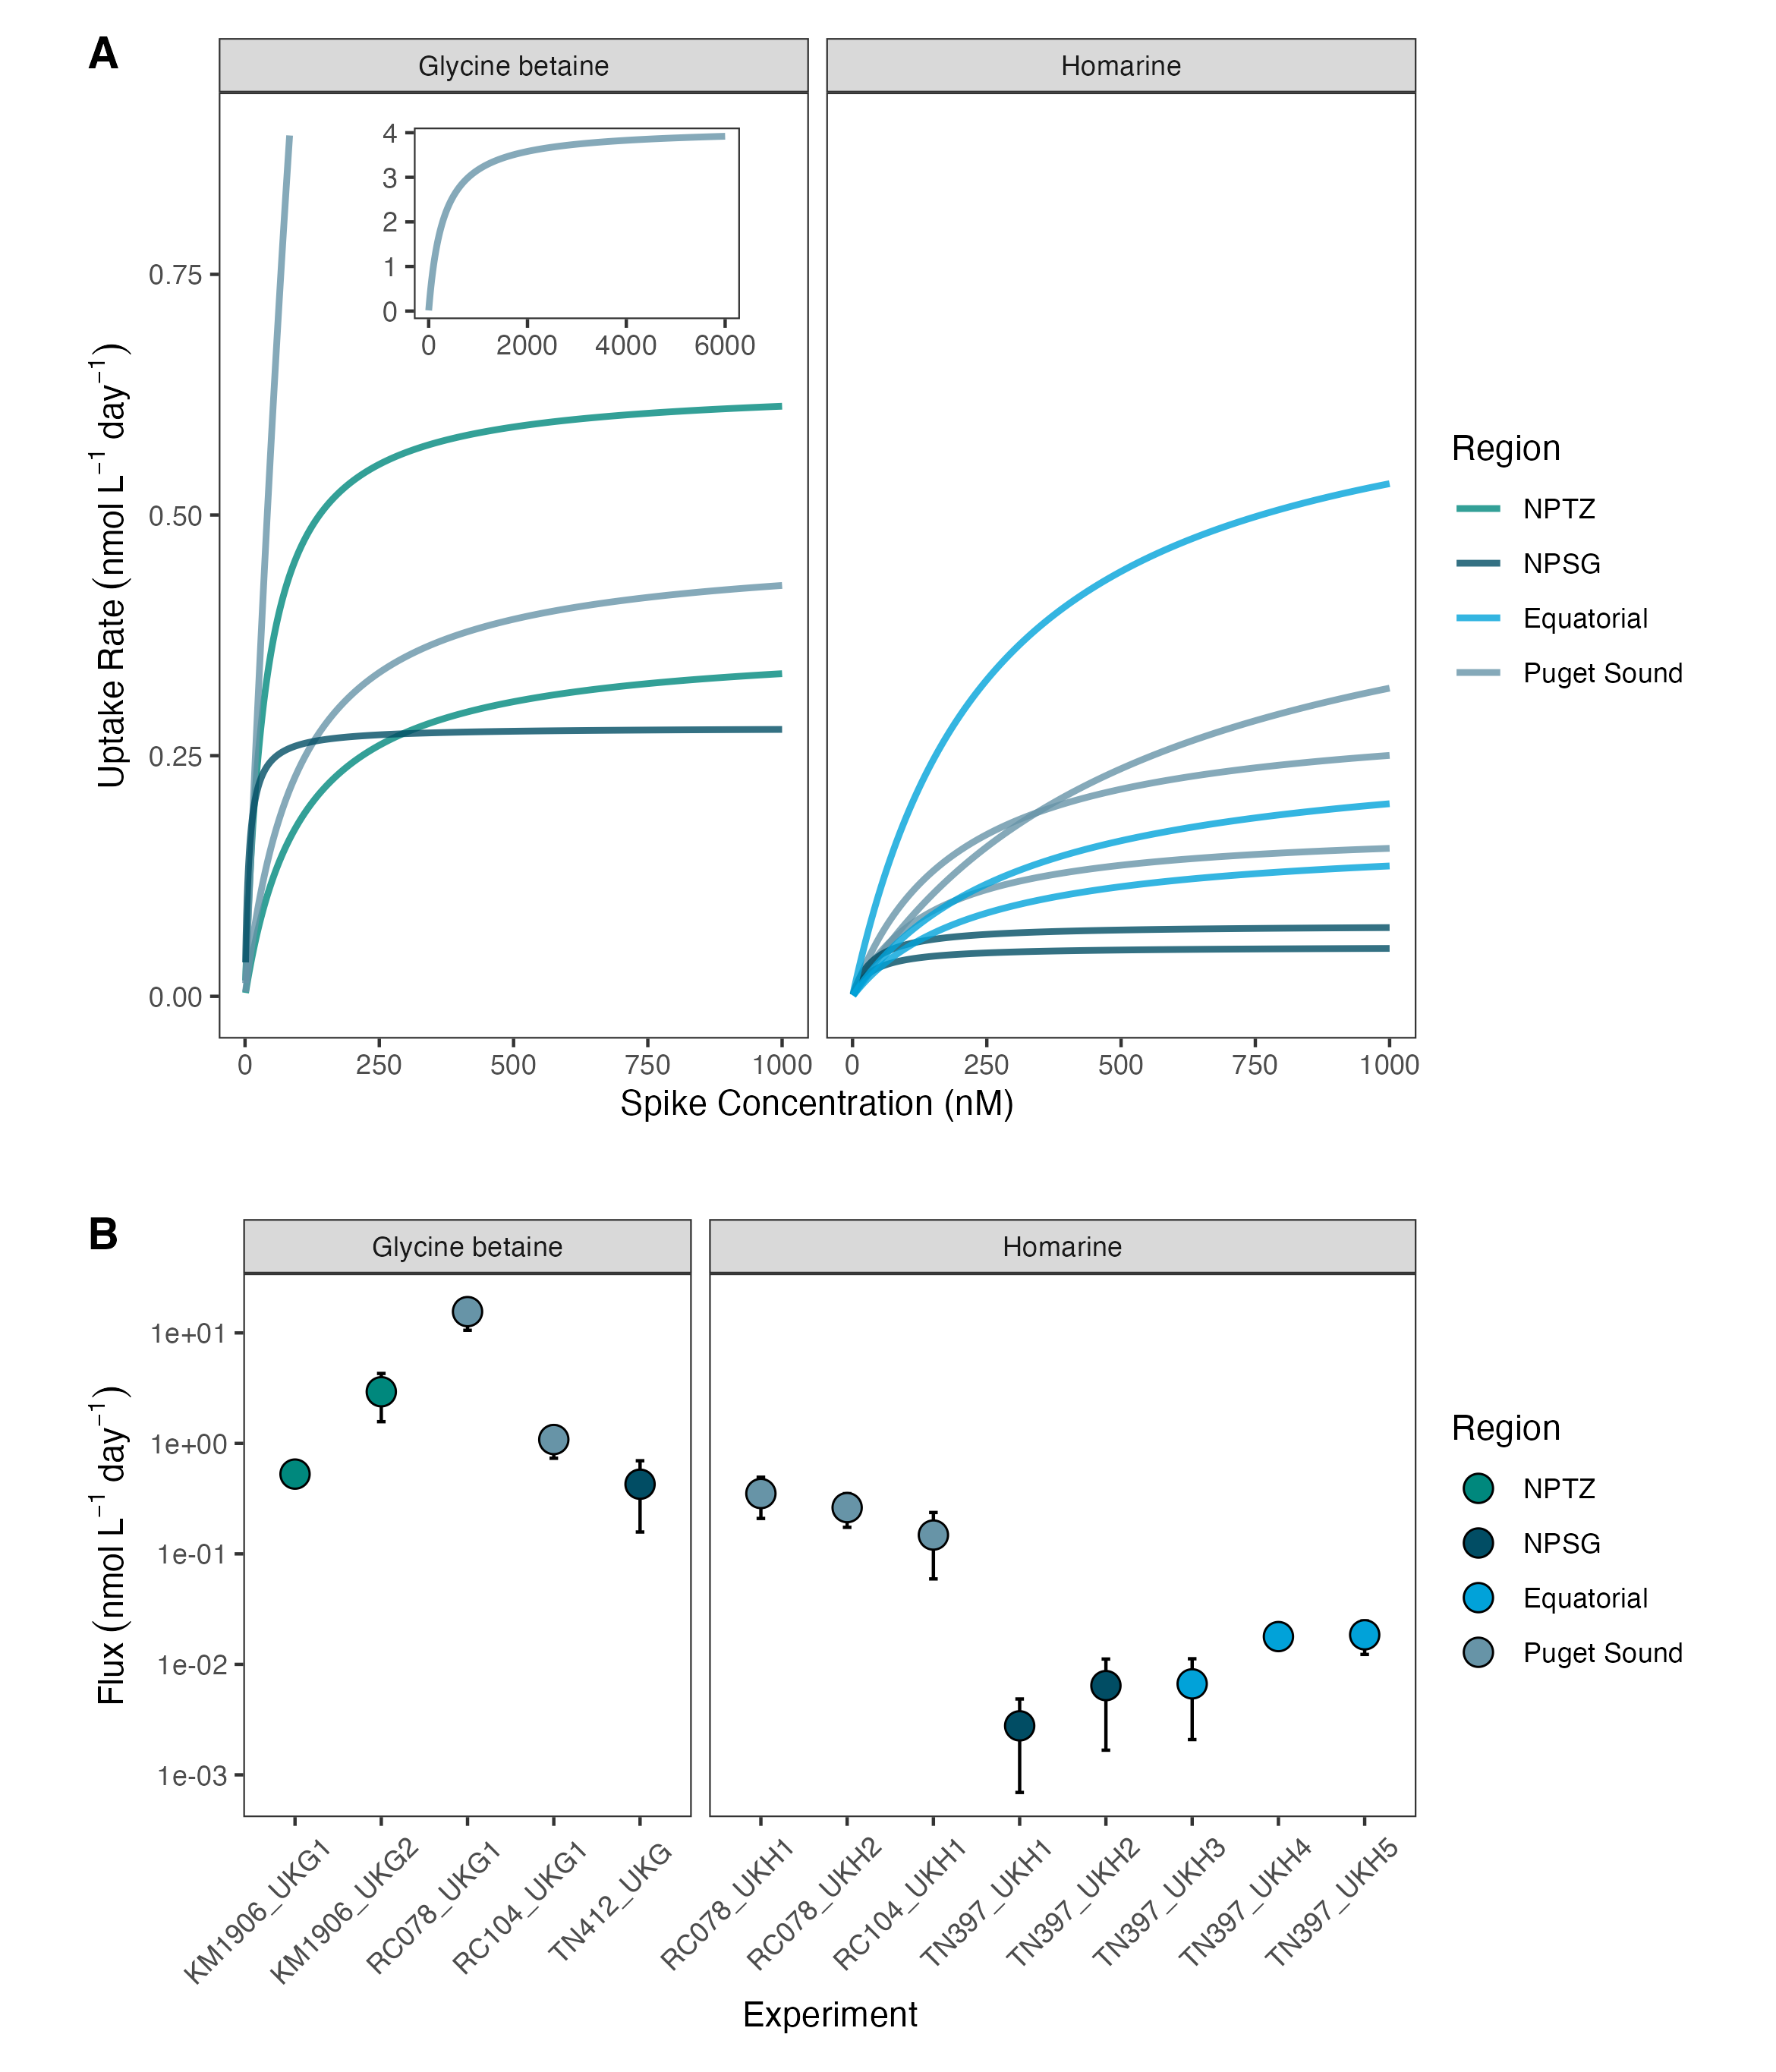 A
Glycine betaine
Homarine
4
3
2
1
0
0 2000 4000 6000
0.75
0.50
0.25
0.00
Uptake Rate (nmol L⁻¹ day⁻¹)
0 250 500 750 1000
0 250 500 750 1000
Spike Concentration (nM)
Region
NPTZ
NPSG
Equatorial
Puget Sound
B
Glycine betaine
Homarine
1e+01
1e+00
1e-01
1e-02
1e-03
Flux (nmol L⁻¹ day⁻¹)
KM1906_UKG1
KM1906_UKG2
RC078_UKG1
RC104_UKG1
TN412_UKG
RC078_UKH1
RC078_UKH2
RC104_UKH1
TN397_UKH1
TN397_UKH2
TN397_UKH3
TN397_UKH4
TN397_UKH5
Experiment
Region
NPTZ
NPSG
Equatorial
Puget Sound